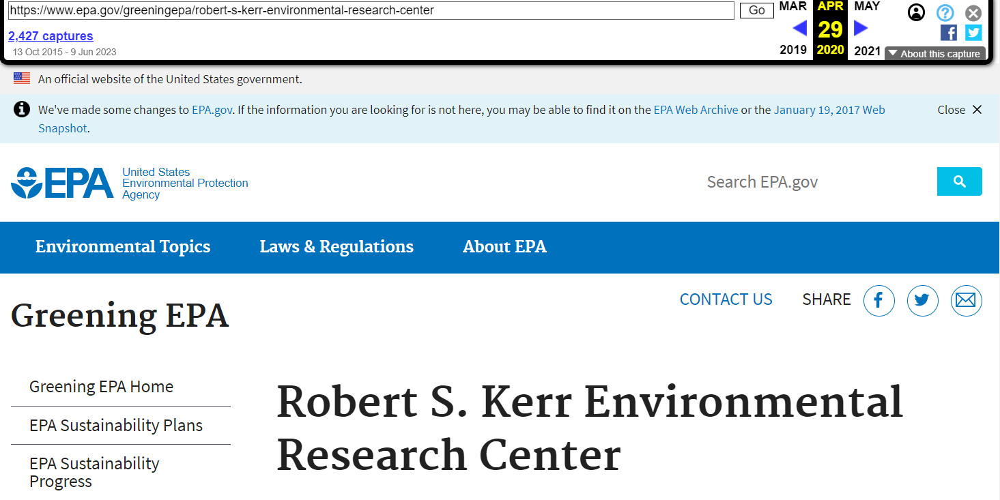 https://www.epa.gov/greeningepa/robert-s-kerr-environmental-research-center
Go
MAR APR MAY
2,427 captures
29
13 Oct 2015 - 9 Jun 2023
2019 2020 2021
About this capture
An official website of the United States government.
We've made some changes to EPA.gov. If the information you are looking for is not here, you may be able to find it on the EPA Web Archive or the January 19, 2017 Web
Snapshot.
Close
EPA
United States
Environmental Protection
Agency
Search EPA.gov
Environmental Topics Laws & Regulations About EPA
CONTACT US SHARE
Greening EPA
Greening EPA Home
EPA Sustainability Plans
EPA Sustainability
Progress
Robert S. Kerr Environmental
Research Center